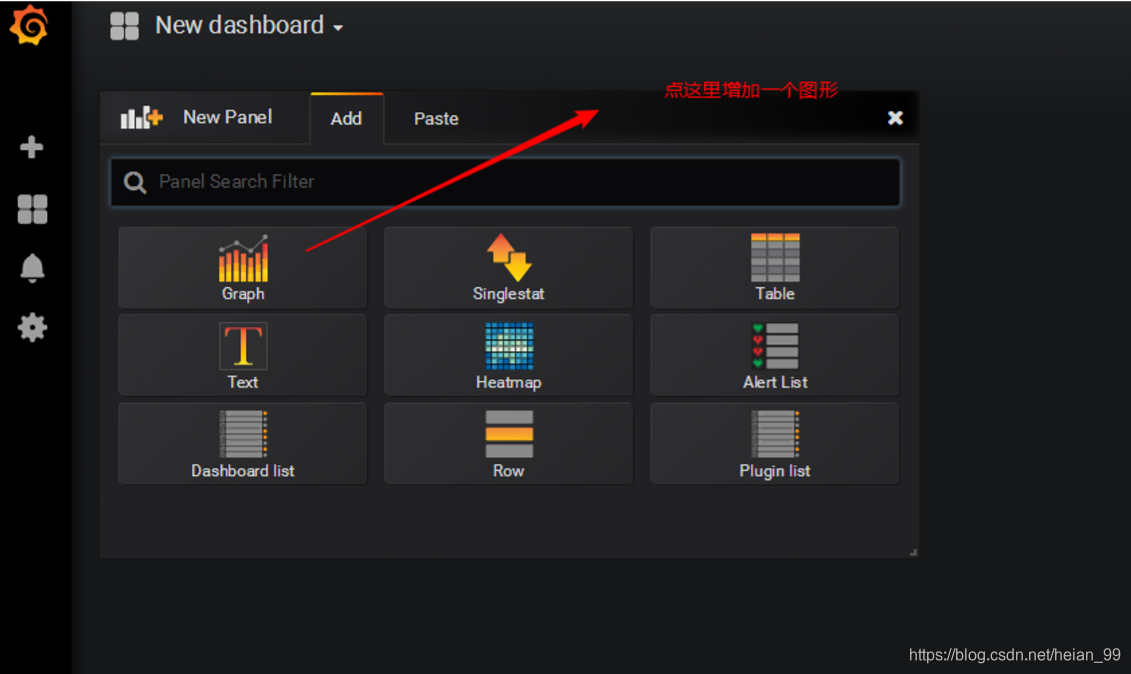 New dashboard
点这里增加一个图形
New Panel Add Paste
Panel Search Filter
Graph Singlestat Table
Text Heatmap Alert List
Dashboard list Row Plugin list
https://blog.csdn.net/heian_99